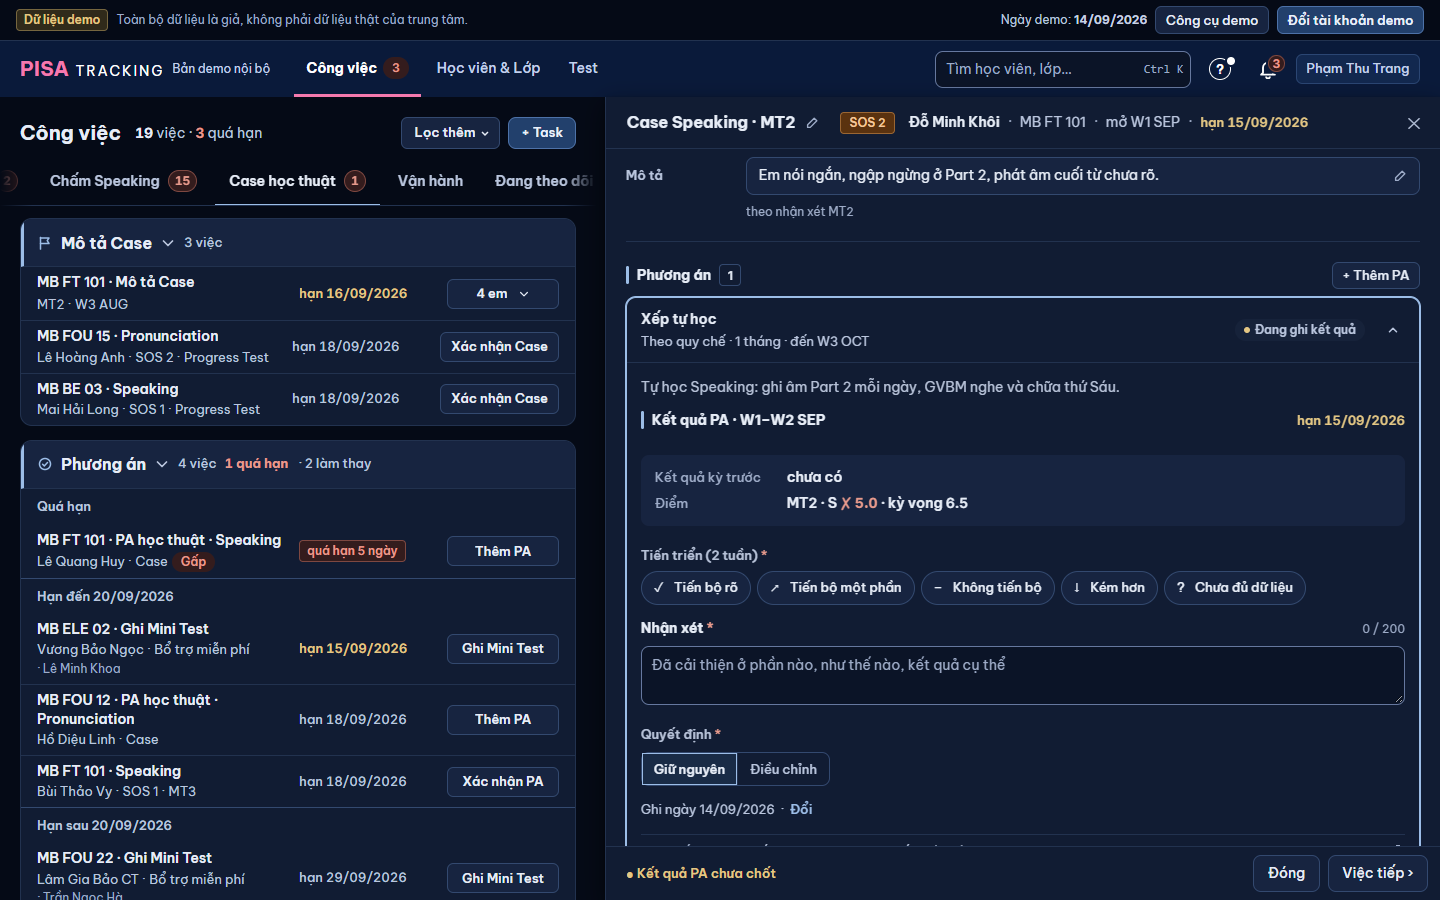 Dữ liệu demo Toàn bộ dữ liệu là giả, không phải dữ liệu thật của trung tâm. Ngày demo: 14/09/2026 Công cụ demo Đổi tài khoản demo
PISA TRACKING Bản demo nội bộ Công việc 3 Học viên & Lớp Test Tìm học viên, lớp... Ctrl K ? 3 Phạm Thu Trang
Công việc 19 việc · 3 quá hạn Lọc thêm + Task
2 Chấm Speaking 15 Case học thuật 1 Vận hành Đang theo dõi
Mô tả Case 3 việc
MB FT 101 · Mô tả Case
MT2 · W3 AUG
hạn 16/09/2026 4 em
MB FOU 15 · Pronunciation
Lê Hoàng Anh · SOS 2 · Progress Test
hạn 18/09/2026 Xác nhận Case
MB BE 03 · Speaking
Mai Hải Long · SOS 1 · Progress Test
hạn 18/09/2026 Xác nhận Case
Phương án 4 việc 1 quá hạn · 2 làm thay
Quá hạn
MB FT 101 · PA học thuật · Speaking
Lê Quang Huy · Case Gấp
quá hạn 5 ngày Thêm PA
Hạn đến 20/09/2026
MB ELE 02 · Ghi Mini Test
Vương Bảo Ngọc · Bổ trợ miễn phí
· Lê Minh Khoa
hạn 15/09/2026 Ghi Mini Test
MB FOU 12 · PA học thuật ·
Pronunciation
Hồ Diệu Linh · Case
hạn 18/09/2026 Thêm PA
MB FT 101 · Speaking
Bùi Thảo Vy · SOS 1 · MT3
hạn 18/09/2026 Xác nhận PA
Hạn sau 20/09/2026
MB FOU 22 · Ghi Mini Test
Lâm Gia Bảo CT · Bổ trợ miễn phí
· Trần Ngọc Hà
hạn 29/09/2026 Ghi Mini Test
Case Speaking · MT2 SOS 2 Đỗ Minh Khôi · MB FT 101 · mở W1 SEP · hạn 15/09/2026
Mô tả Em nói ngắn, ngập ngừng ở Part 2, phát âm cuối từ chưa rõ.
theo nhận xét MT2
Phương án 1 + Thêm PA
Xếp tự học
Theo quy chế · 1 tháng · đến W3 OCT
Đang ghi kết quả
Tự học Speaking: ghi âm Part 2 mỗi ngày, GVBM nghe và chữa thứ Sáu.
Kết quả PA · W1–W2 SEP hạn 15/09/2026
Kết quả kỳ trước chưa có
Điểm MT2 · S ✗ 5.0 · kỳ vọng 6.5
Tiến triển (2 tuần) *
✓ Tiến bộ rõ ↗ Tiến bộ một phần – Không tiến bộ ↓ Kém hơn ? Chưa đủ dữ liệu
Nhận xét * 0 / 200
Đã cải thiện ở phần nào, như thế nào, kết quả cụ thể
Quyết định *
Giữ nguyên Điều chỉnh
Ghi ngày 14/09/2026 · Đổi
Kết quả PA chưa chốt Đóng Việc tiếp ›